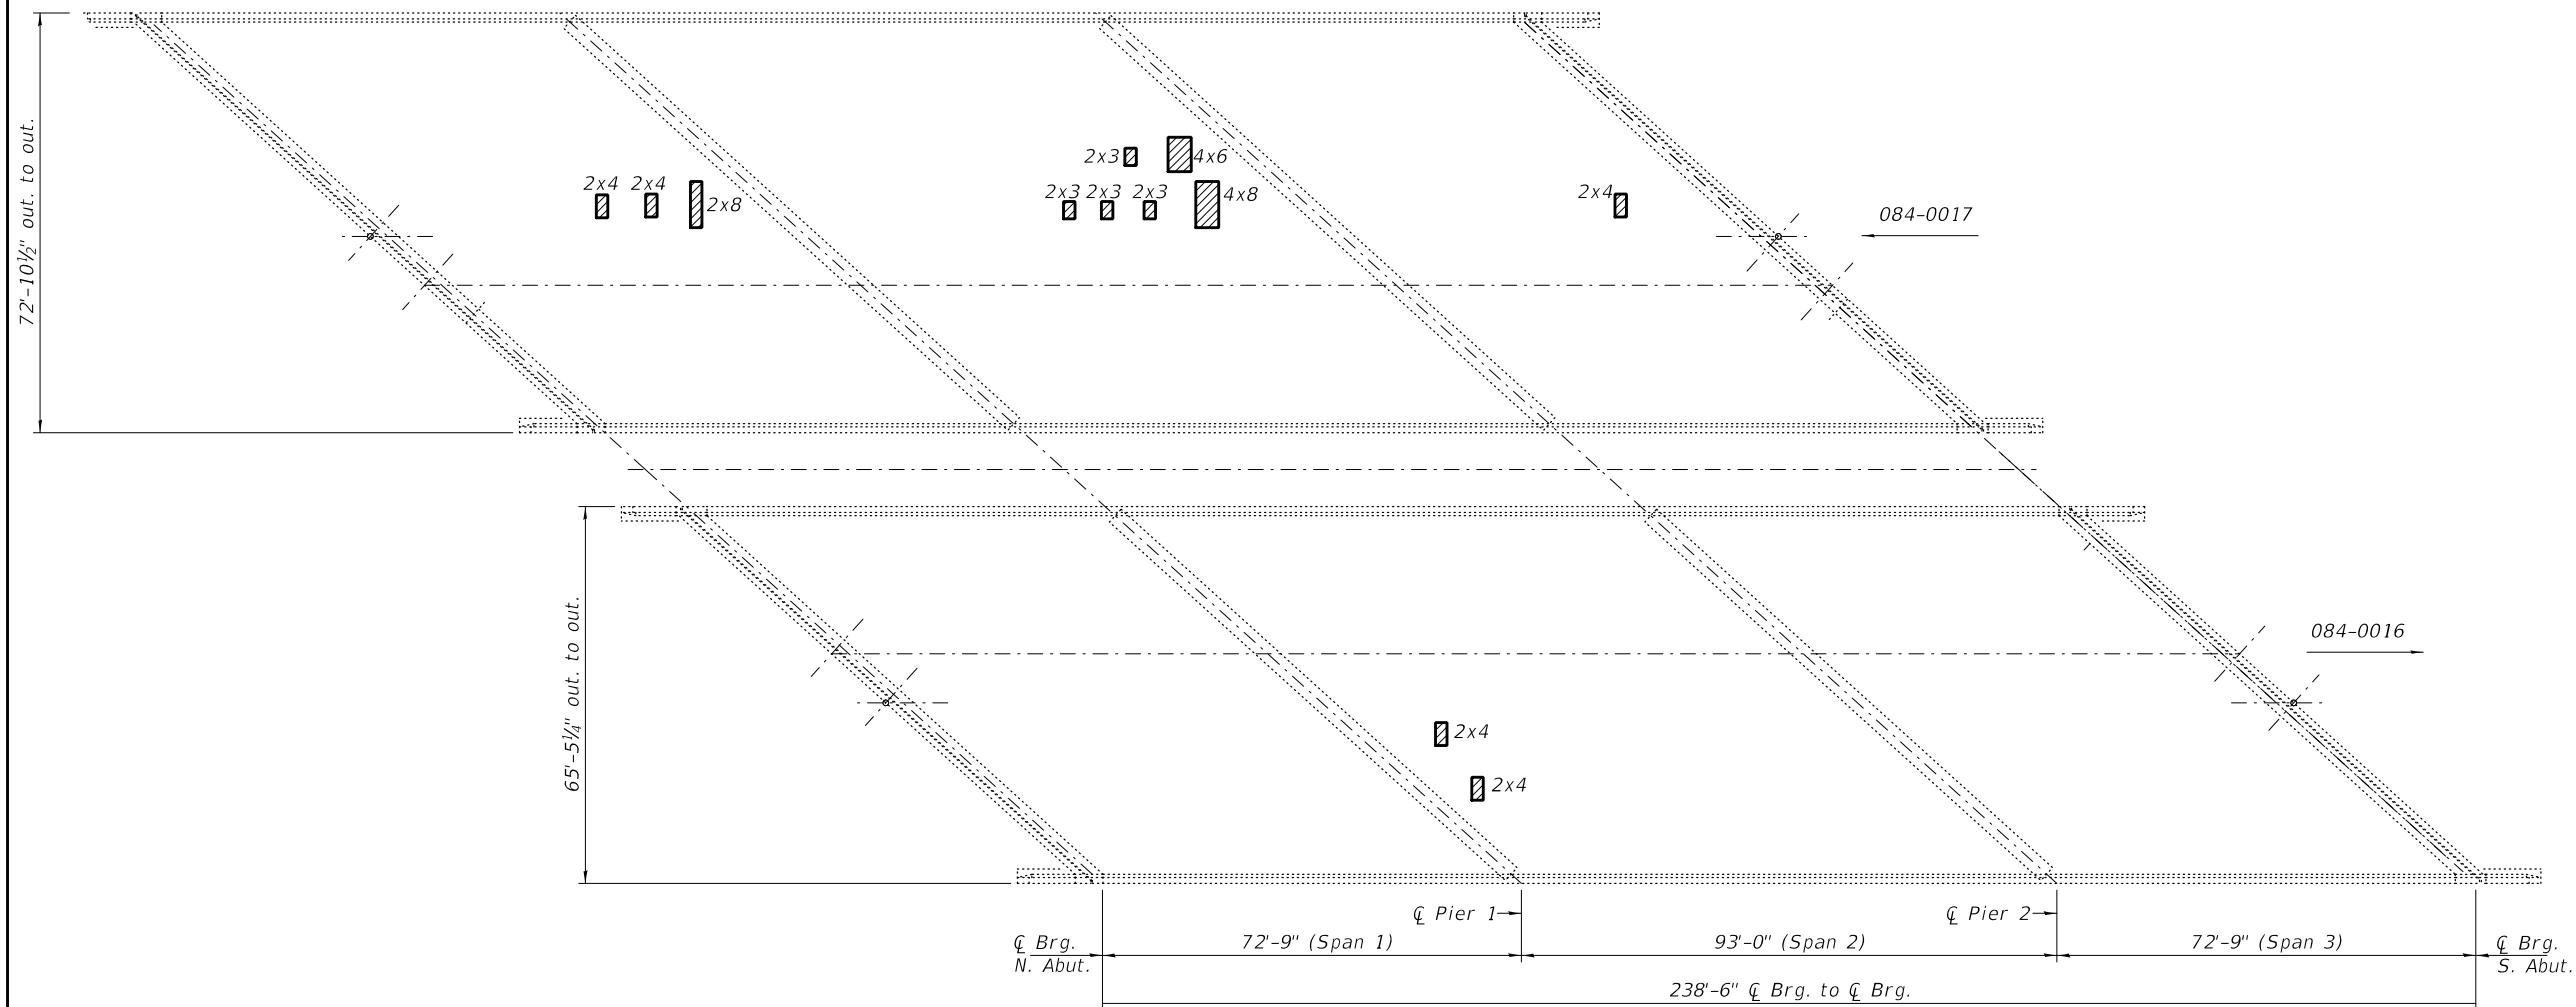 72'-10½" out. to out.
2x3
4x6
2x4 2x4
2x8
2x3 2x3 2x3
4x8
2x4
084-0017
084-0016
65'-5¼" out. to out.
2x4
2x4
℄ Pier 1
℄ Pier 2
℄ Brg.
N. Abut.
72'-9" (Span 1)
93'-0" (Span 2)
72'-9" (Span 3)
℄ Brg.
S. Abut.
238'-6" ℄ Brg. to ℄ Brg.